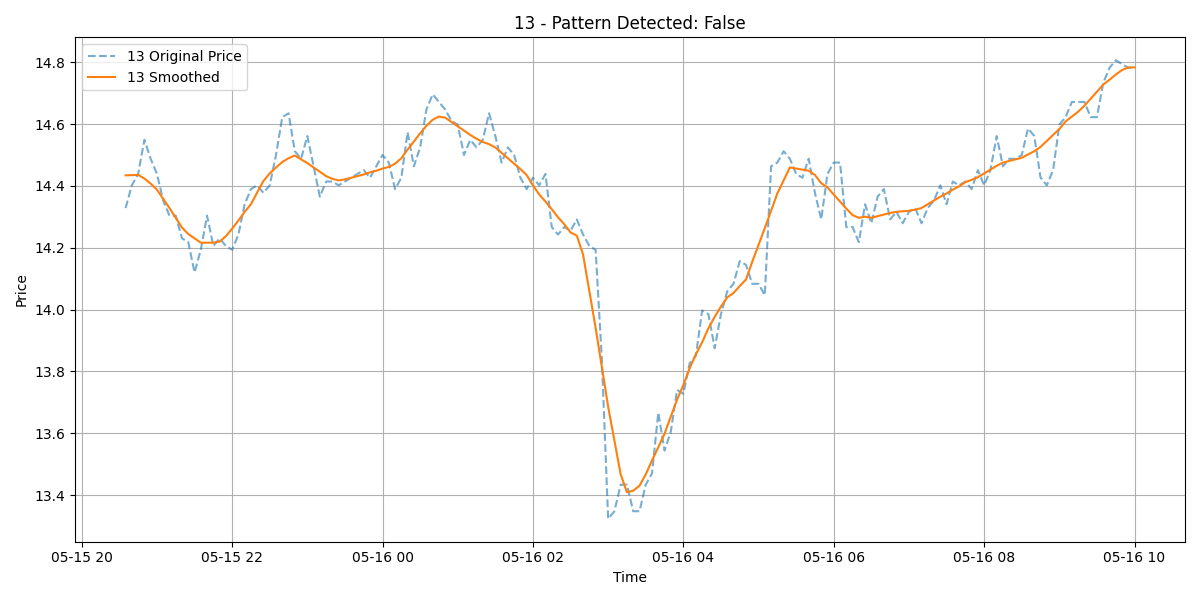 13 - Pattern Detected: False
13 Original Price
13 Smoothed
Price
14.8
14.6
14.4
14.2
14.0
13.8
13.6
13.4
05-15 20 05-15 22 05-16 00 05-16 02 05-16 04 05-16 06 05-16 08 05-16 10
Time